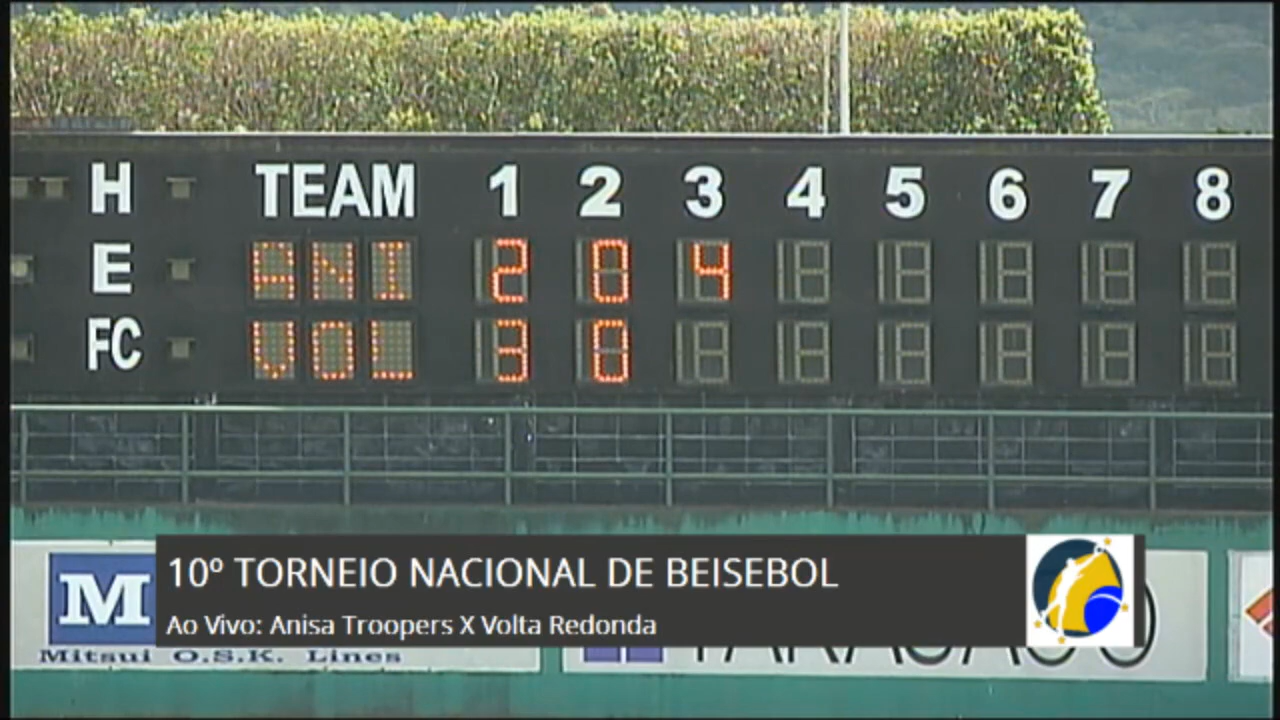 H TEAM 1 2 3 4 5 6 7 8
E ANI 2 0 4
FC VOL 3 0
10º TORNEIO NACIONAL DE BEISEBOL
Ao Vivo: Anisa Troopers X Volta Redonda
M
Mitsui O.S.K. Lines